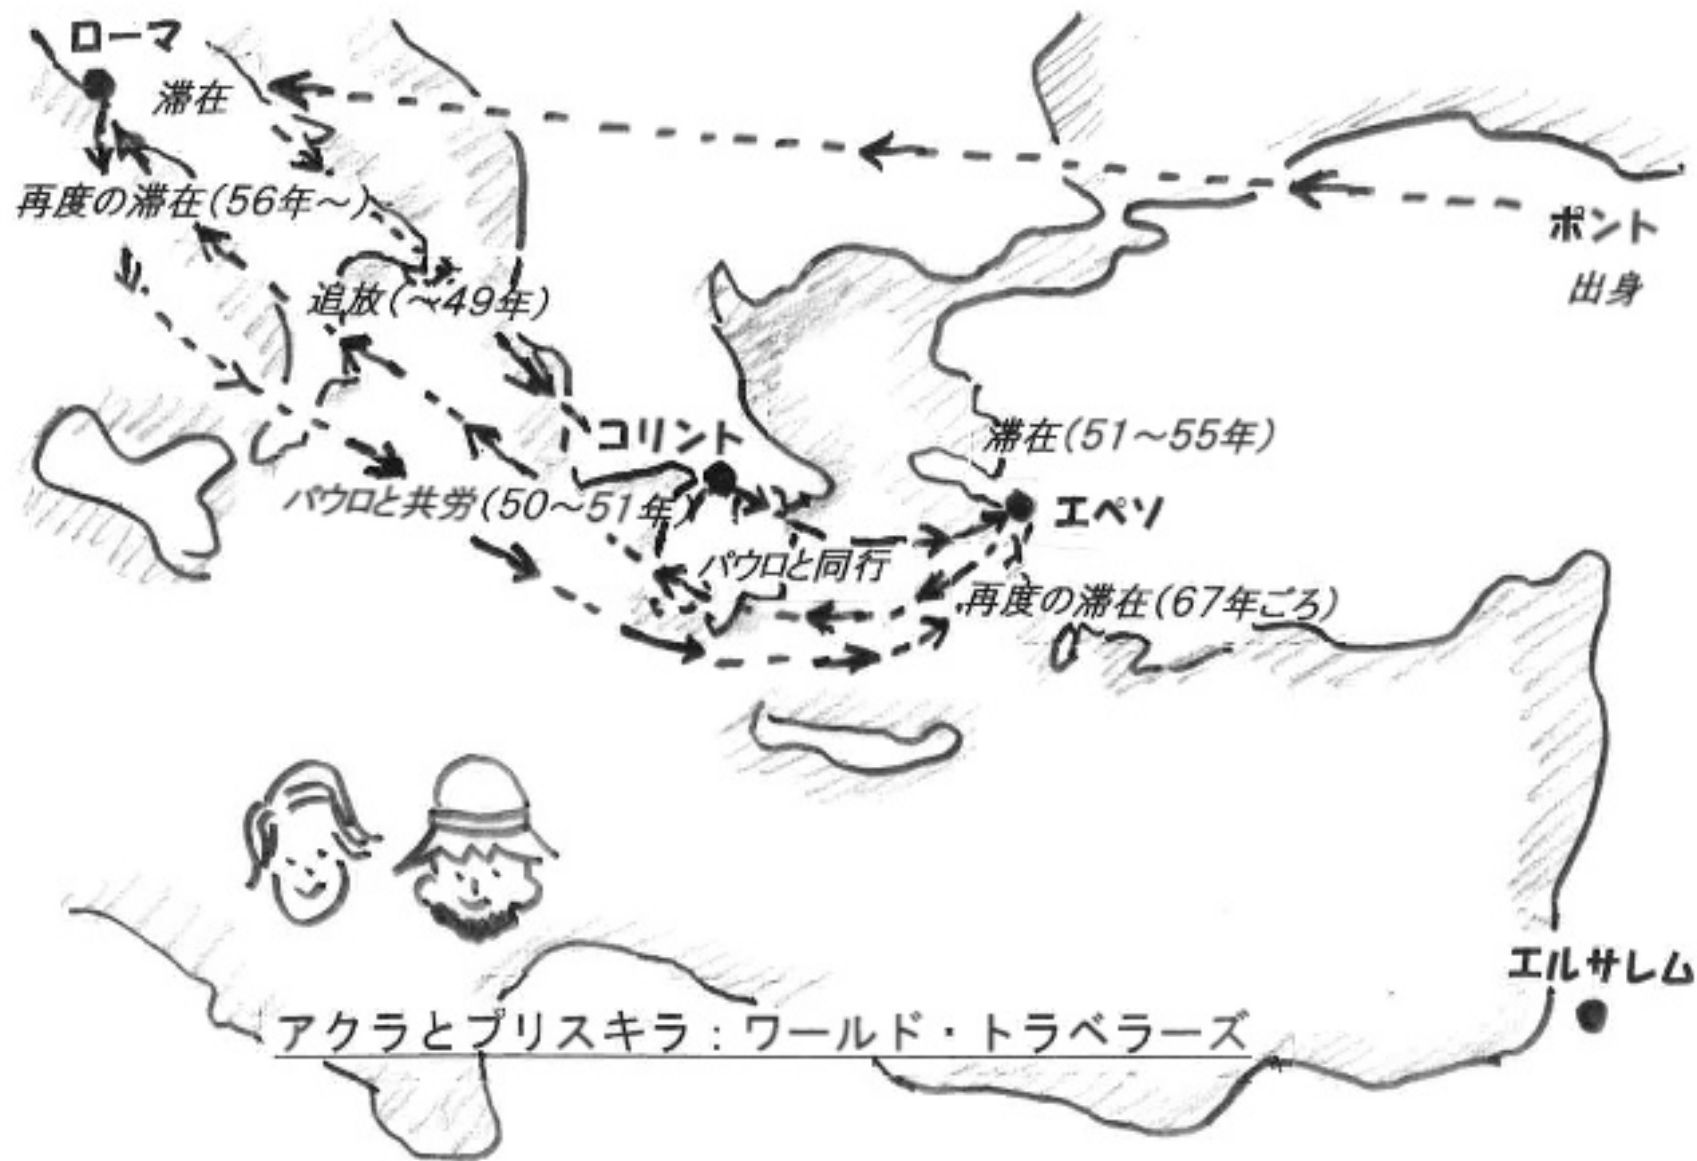 ローマ
滞在
再度の滞在(56年～)
ポント
出身
追放(～49年)
コリント
滞在(51～55年)
パウロと共労(50～51年)
エペソ
パウロと同行
再度の滞在(67年ごろ)
エルサレム
アクラとプリスキラ：ワールド・トラベラーズ